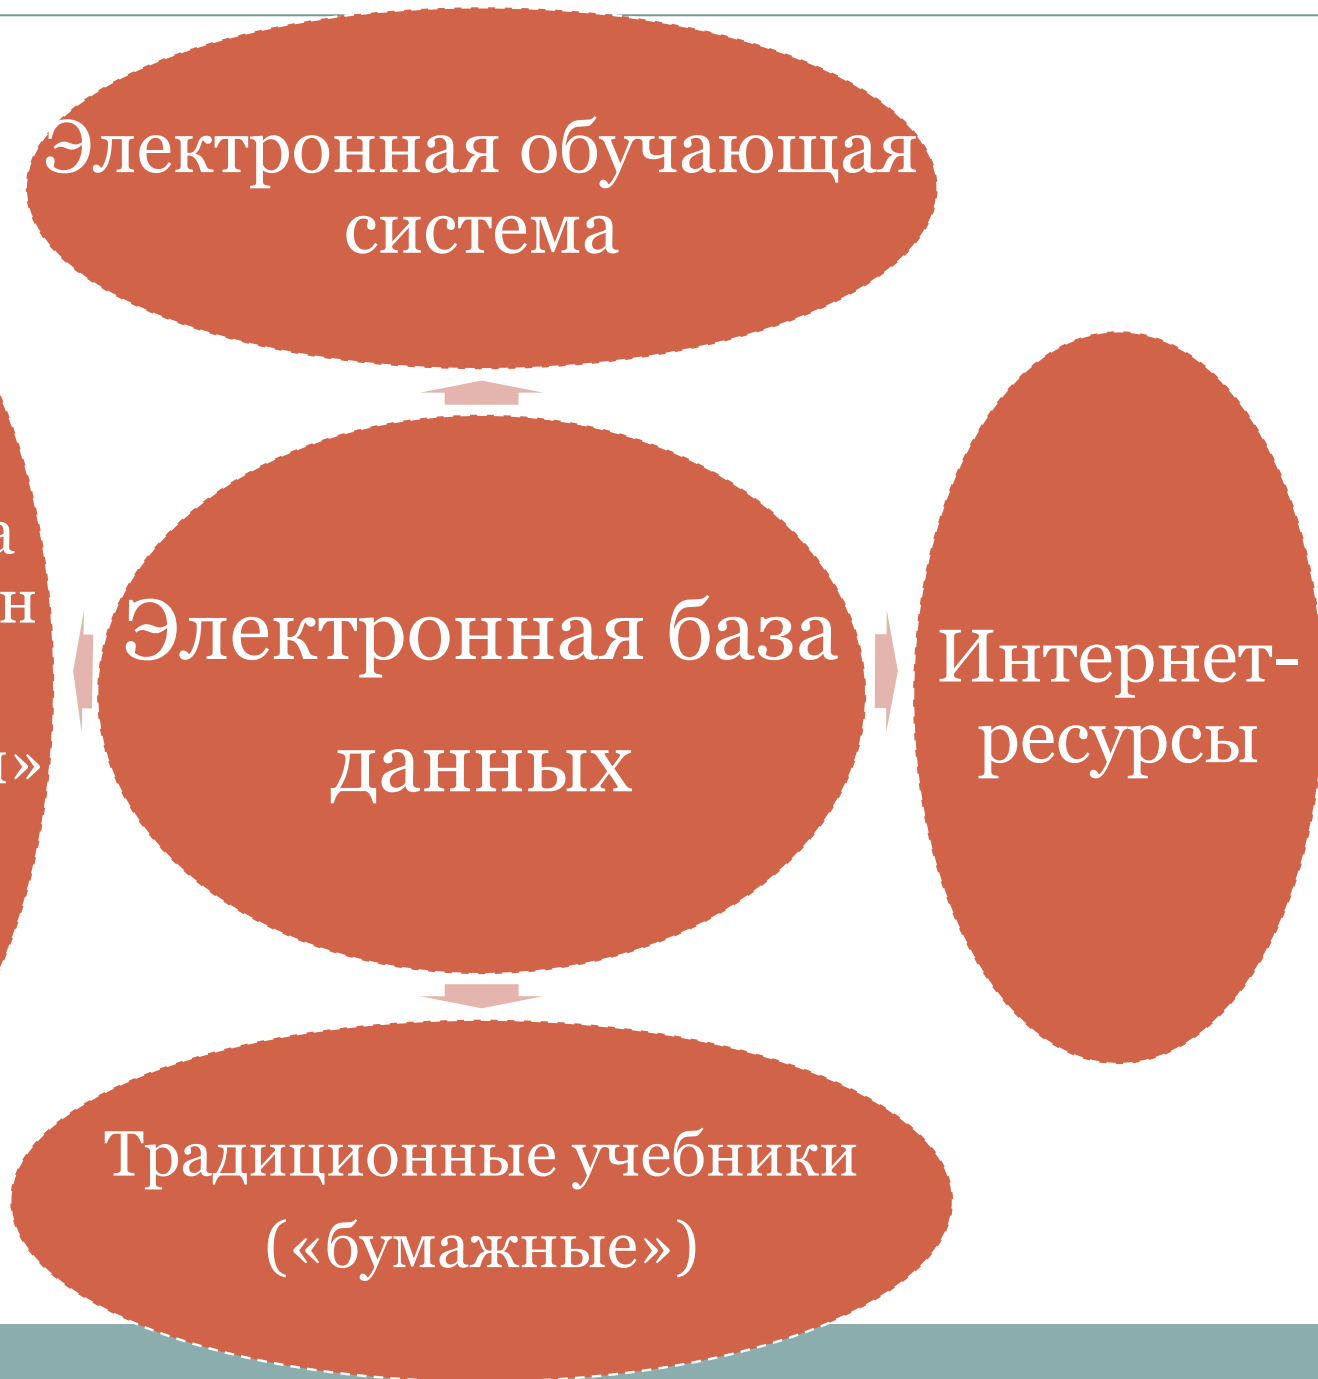 Электронная обучающая
система
Электронная база
данных
Интернет-
ресурсы
Традиционные учебники
(«бумажные»)